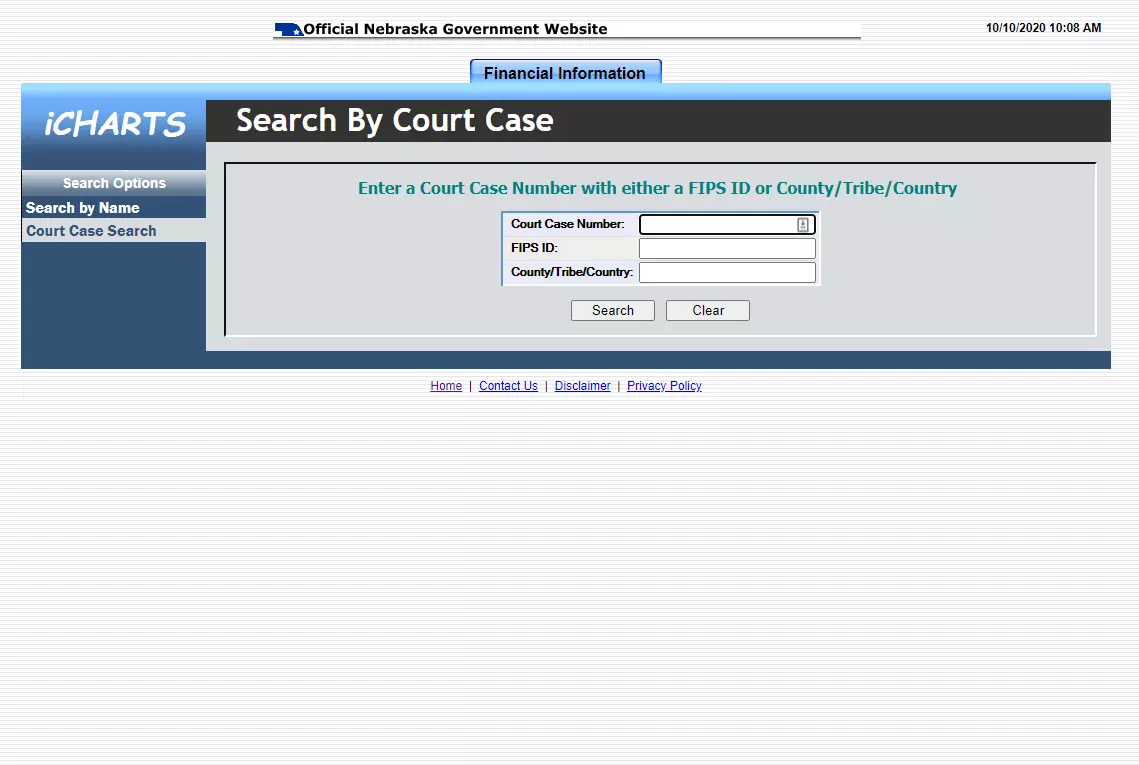 Official Nebraska Government Website
10/10/2020 10:08 AM
Financial Information
iCHARTS
Search By Court Case
Search Options
Search by Name
Court Case Search
Enter a Court Case Number with either a FIPS ID or County/Tribe/Country
Court Case Number:
FIPS ID:
County/Tribe/Country:
Search Clear
Home | Contact Us | Disclaimer | Privacy Policy